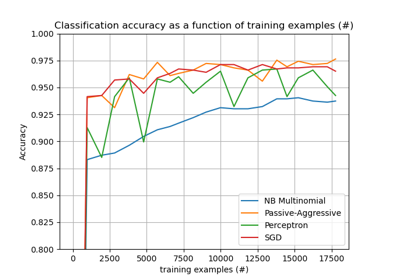 Classification accuracy as a function of training examples (#)
1.000
0.975
0.950
0.925
0.900
0.875
0.850
0.825
0.800
Accuracy
NB Multinomial
Passive-Aggressive
Perceptron
SGD
0 2500 5000 7500 10000 12500 15000 17500
training examples (#)